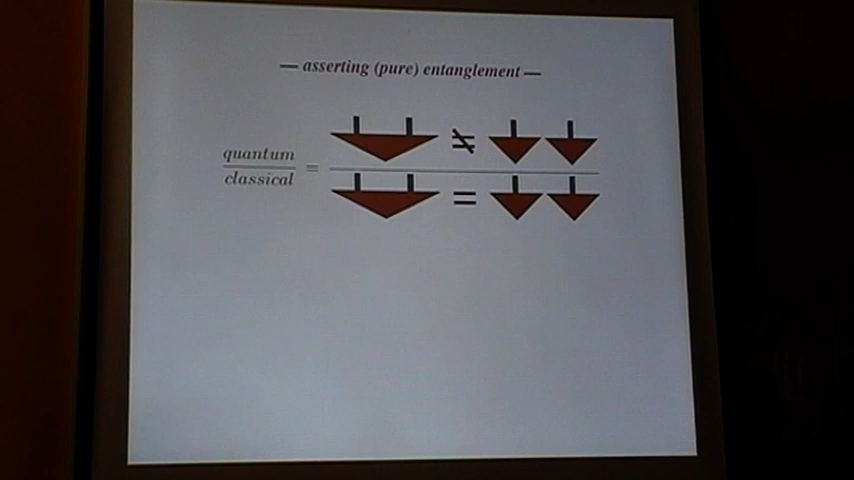 — asserting (pure) entanglement —
quantum
classical
=
≠
=